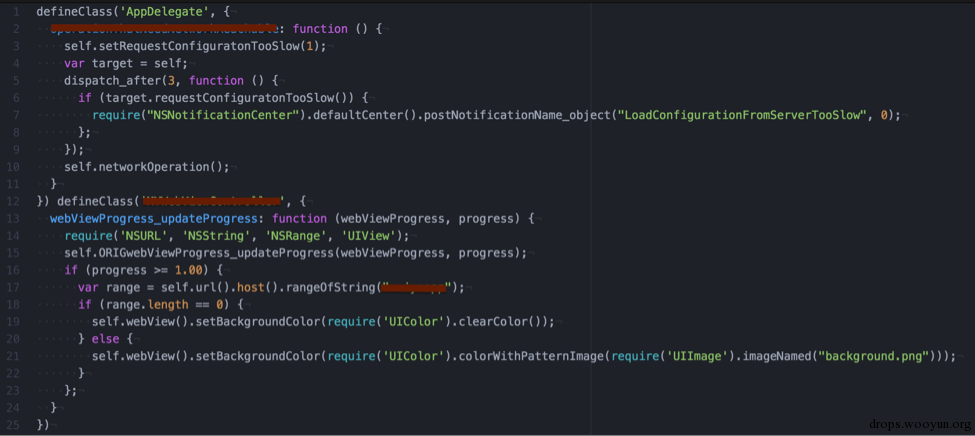 1 defineClass('AppDelegate', {
2 : function () {
3 self.setRequestConfiguratonTooSlow(1);
4 var target = self;
5 dispatch_after(3, function () {
6 if (target.requestConfiguratonTooSlow()) {
7 require("NSNotificationCenter").defaultCenter().postNotificationName_object("LoadConfigurationFromServerTooSlow", 0);
8 };
9 });
10 self.networkOperation();
11 }
12 }) defineClass('', {
13 webViewProgress_updateProgress: function (webViewProgress, progress) {
14 require('NSURL', 'NSString', 'NSRange', 'UIView');
15 self.ORIGwebViewProgress_updateProgress(webViewProgress, progress);
16 if (progress >= 1.00) {
17 var range = self.url().host().rangeOfString("");
18 if (range.length == 0) {
19 self.webView().setBackgroundColor(require('UIColor').clearColor());
20 } else {
21 self.webView().setBackgroundColor(require('UIColor').colorWithPatternImage(require('UIImage').imageNamed("background.png")));
22 }
23 };
24 }
25 })
drops.wooyun.org